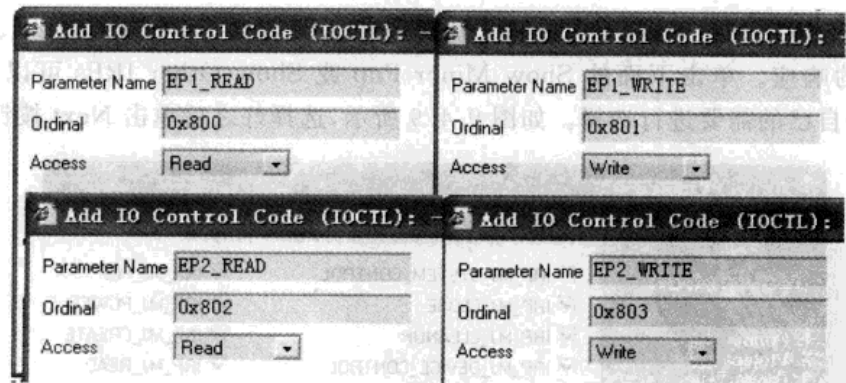 Add IO Control Code (IOCTL): -
Parameter Name EP1_READ
Ordinal 0x800
Access Read
Add IO Control Code (IOCTL): -
Parameter Name EP1_WRITE
Ordinal 0x801
Access Write
Add IO Control Code (IOCTL): -
Parameter Name EP2_READ
Ordinal 0x802
Access Read
Add IO Control Code (IOCTL):
Parameter Name EP2_WRITE
Ordinal 0x803
Access Write